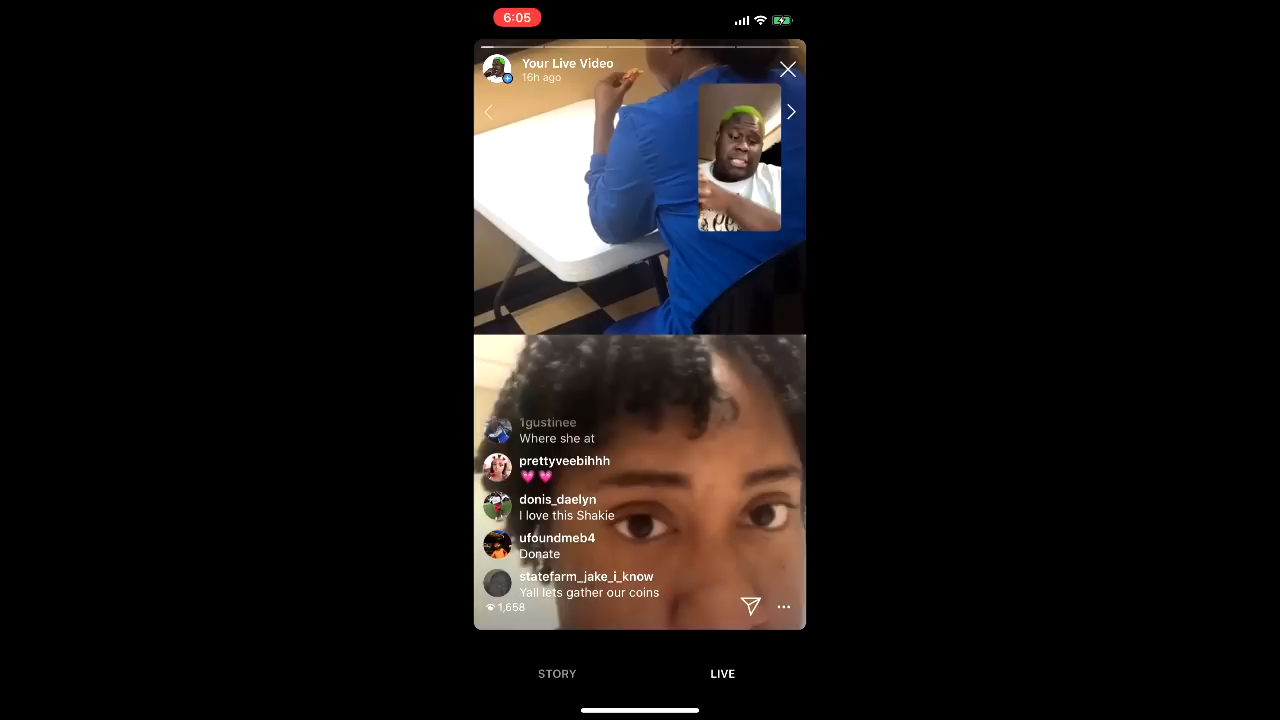 6:05
Your Live Video
16h ago
1gustinee
Where she at
prettyveebihhh
💗💗
donis_daelyn
I love this Shakie
ufoundmeb4
Donate
statefarm_jake_i_know
Yall lets gather our coins
1,658
STORY
LIVE